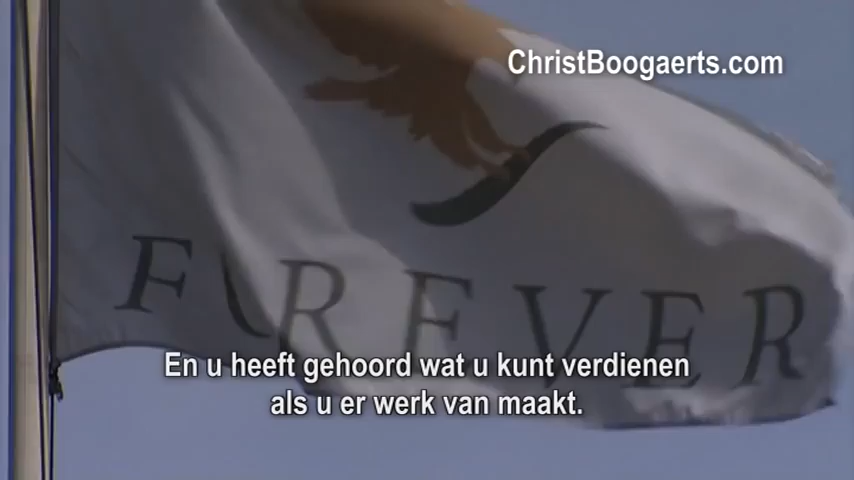 ChristBoogaerts.com
FOREVER
En u heeft gehoord wat u kunt verdienen
als u er werk van maakt.